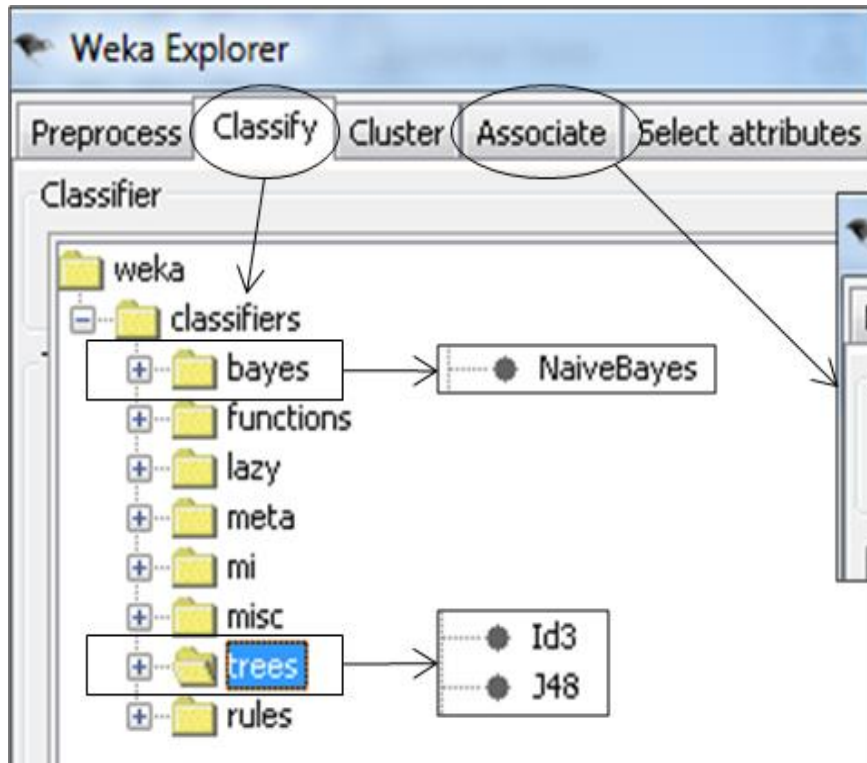 Weka Explorer
Preprocess Classify Cluster Associate Select attributes
Classifier
weka
classifiers
bayes NaiveBayes
functions
lazy
meta
mi
misc
Id3
trees
J48
rules